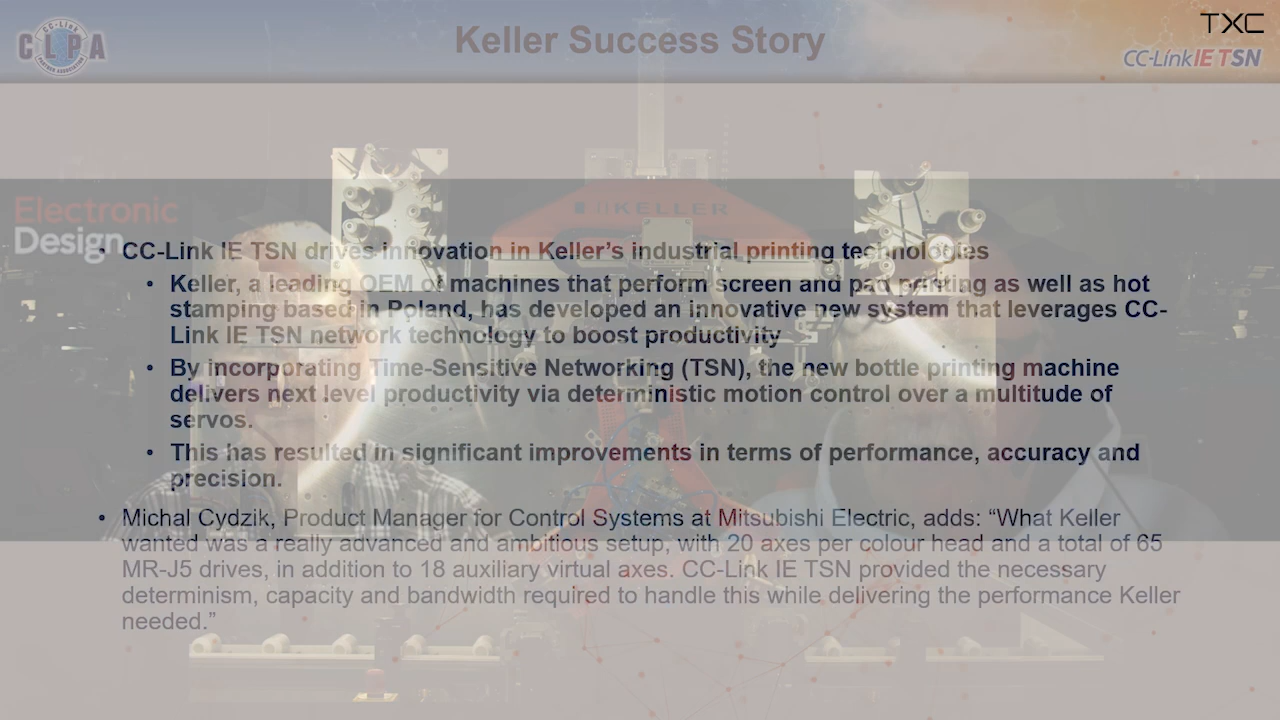 CC-Link
CLPA
PARTNER ASSOCIATION
Keller Success Story
TXC
CC-Link IE TSN
KELLER
Electronic
Design
• CC-Link IE TSN drives innovation in Keller’s industrial printing technologies
• Keller, a leading OEM of machines that perform screen and pad printing as well as hot
stamping based in Poland, has developed an innovative new system that leverages CC-
Link IE TSN network technology to boost productivity
• By incorporating Time-Sensitive Networking (TSN), the new bottle printing machine
delivers next level productivity via deterministic motion control over a multitude of
servos.
• This has resulted in significant improvements in terms of performance, accuracy and
precision.
• Michal Cydzik, Product Manager for Control Systems at Mitsubishi Electric, adds: “What Keller
wanted was a really advanced and ambitious setup, with 20 axes per colour head and a total of 65
MR-J5 drives, in addition to 18 auxiliary virtual axes. CC-Link IE TSN provided the necessary
determinism, capacity and bandwidth required to handle this while delivering the performance Keller
needed.”